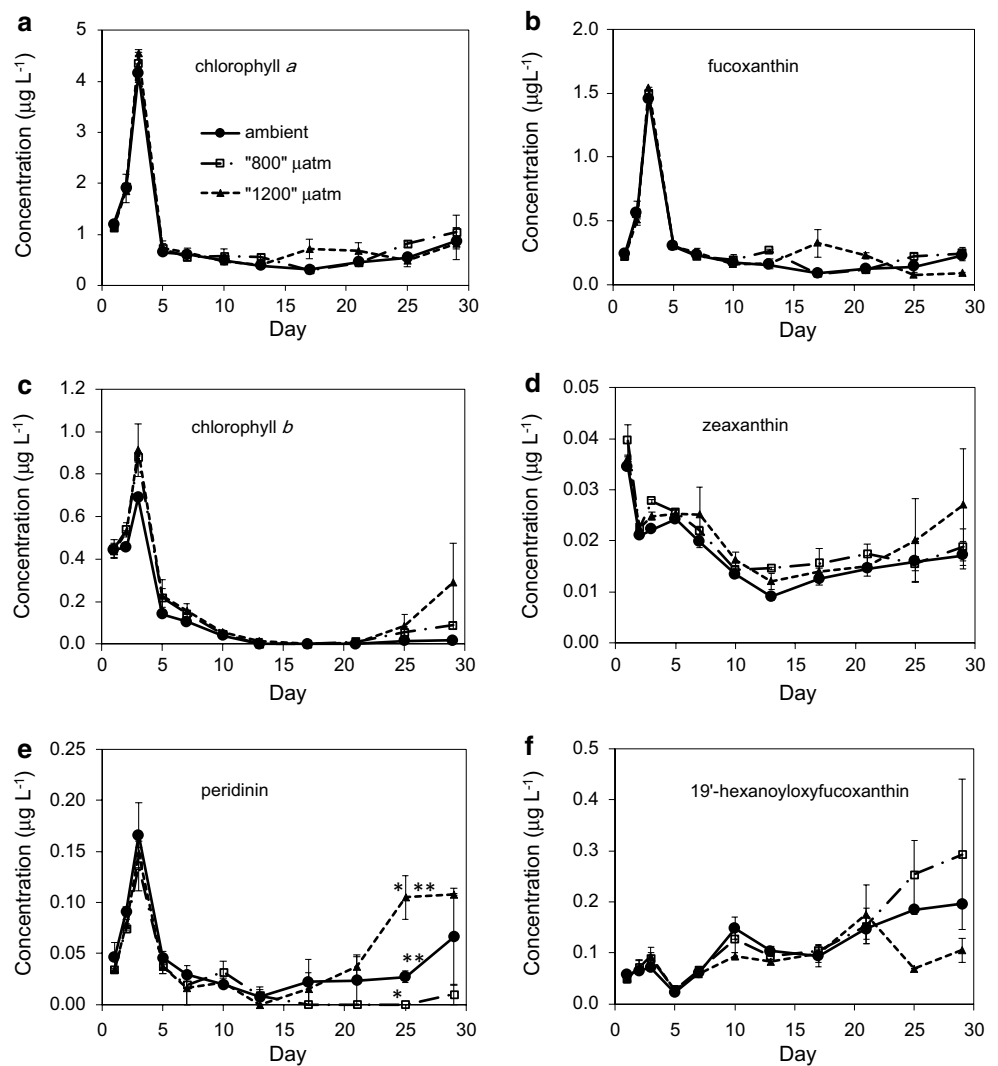 a
5
4
3
2
1
0
Concentration (µg L⁻¹)
chlorophyll a
ambient
"800" µatm
"1200" µatm
0 5 10 15 20 25 30
Day
b
2.0
1.5
1.0
0.5
0.0
Concentration (µgL⁻¹)
fucoxanthin
0 5 10 15 20 25 30
Day
c
1.2
1.0
0.8
0.6
0.4
0.2
0.0
Concentration (µg L⁻¹)
chlorophyll b
0 5 10 15 20 25 30
Day
d
0.05
0.04
0.03
0.02
0.01
0.00
Concentration (µg L⁻¹)
zeaxanthin
0 5 10 15 20 25 30
Day
e
0.25
0.20
0.15
0.10
0.05
0.00
Concentration (µg L⁻¹)
peridinin
* **
**
*
0 5 10 15 20 25 30
Day
f
0.5
0.4
0.3
0.2
0.1
0.0
Concentration (µg L⁻¹)
19'-hexanoyloxyfucoxanthin
0 5 10 15 20 25 30
Day